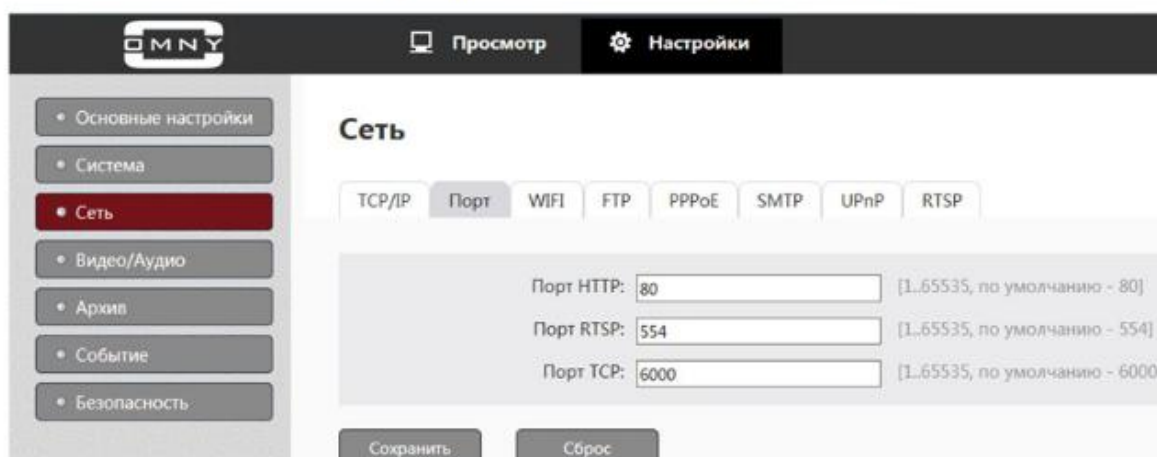 OMNY
Просмотр
Настройки
Основные настройки
Система
Сеть
Видео/Аудио
Архив
Событие
Безопасность
Сеть
TCP/IP Порт WIFI FTP PPPoE SMTP UPnP RTSP
Порт HTTP: 80 [1..65535, по умолчанию - 80]
Порт RTSP: 554 [1..65535, по умолчанию - 554]
Порт TCP: 6000 [1..65535, по умолчанию - 6000
Сохранить Сброс